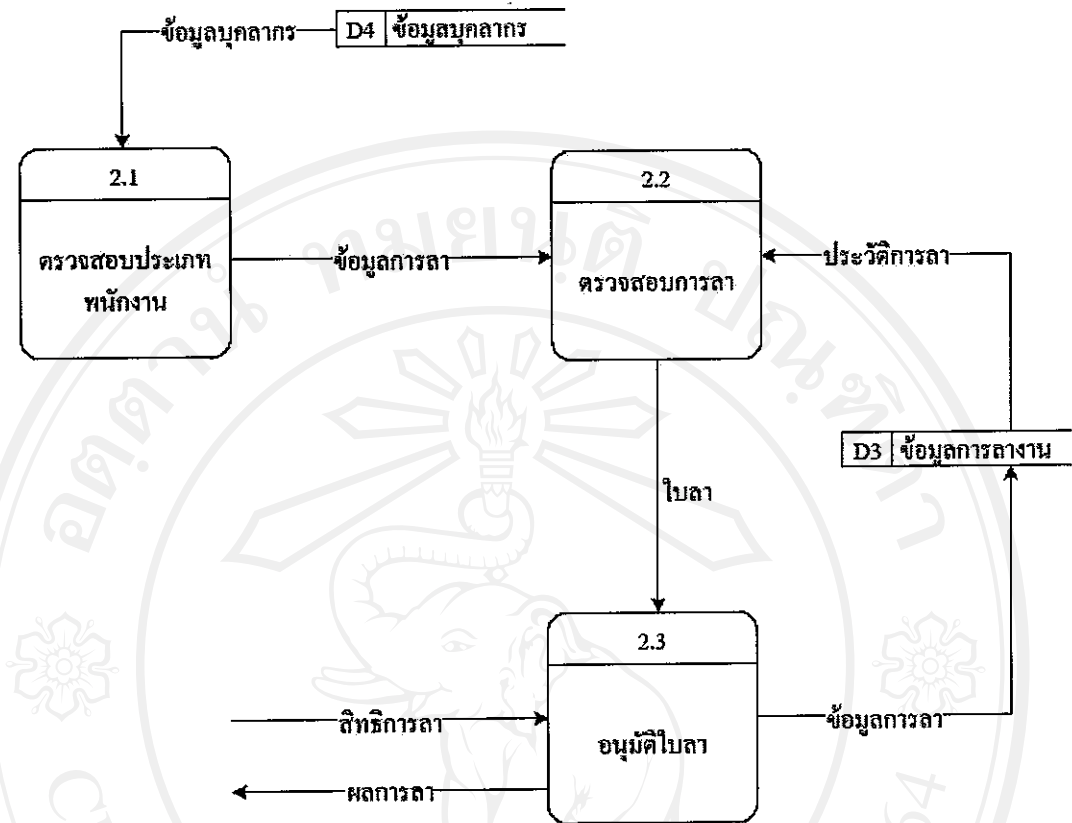 ข้อมูลบุคลากร
D4 ข้อมูลบุคลากร
2.1
ตรวจสอบประเภท
พนักงาน
ข้อมูลการลา
2.2
ตรวจสอบการลา
ประวัติการลา
D3 ข้อมูลการลางาน
ใบลา
2.3
อนุมัติใบลา
สิทธิการลา
ผลการลา
ข้อมูลการลา